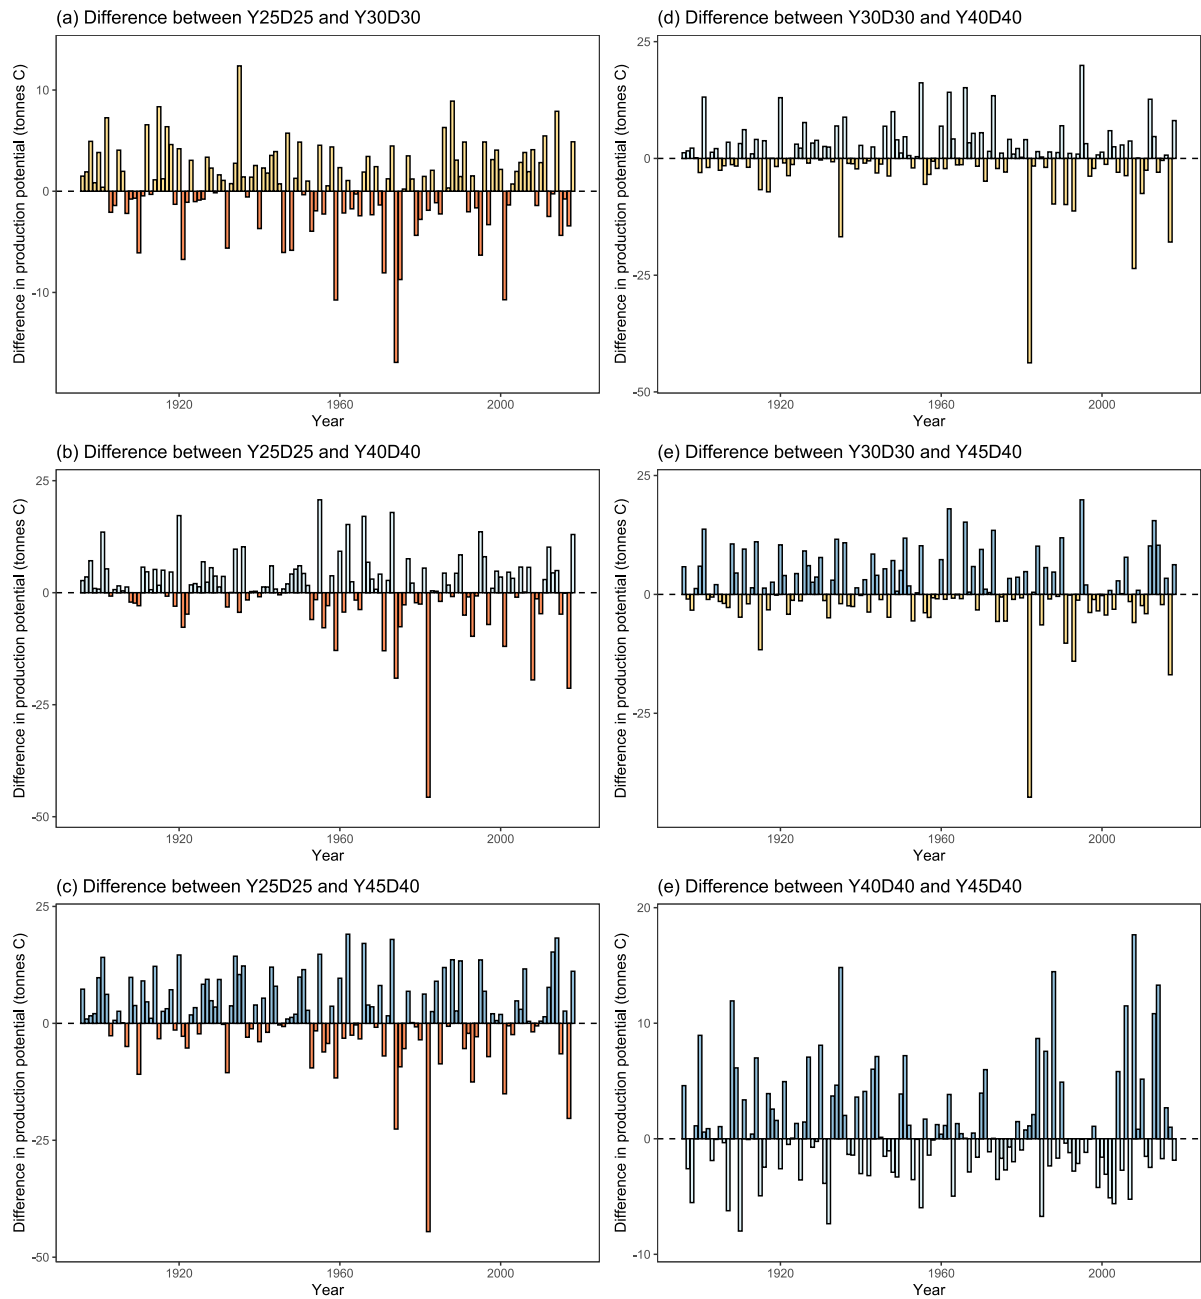 (a) Difference between Y25D25 and Y30D30
Difference in production potential (tonnes C)
10
0
-10
1920
1960
2000
Year
(b) Difference between Y25D25 and Y40D40
Difference in production potential (tonnes C)
25
0
-25
-50
1920
1960
2000
Year
(c) Difference between Y25D25 and Y45D40
Difference in production potential (tonnes C)
25
0
-25
-50
1920
1960
2000
Year
(d) Difference between Y30D30 and Y40D40
Difference in production potential (tonnes C)
25
0
-25
-50
1920
1960
2000
Year
(e) Difference between Y30D30 and Y45D40
Difference in production potential (tonnes C)
25
0
-25
1920
1960
2000
Year
(e) Difference between Y40D40 and Y45D40
Difference in production potential (tonnes C)
20
10
0
-10
1920
1960
2000
Year